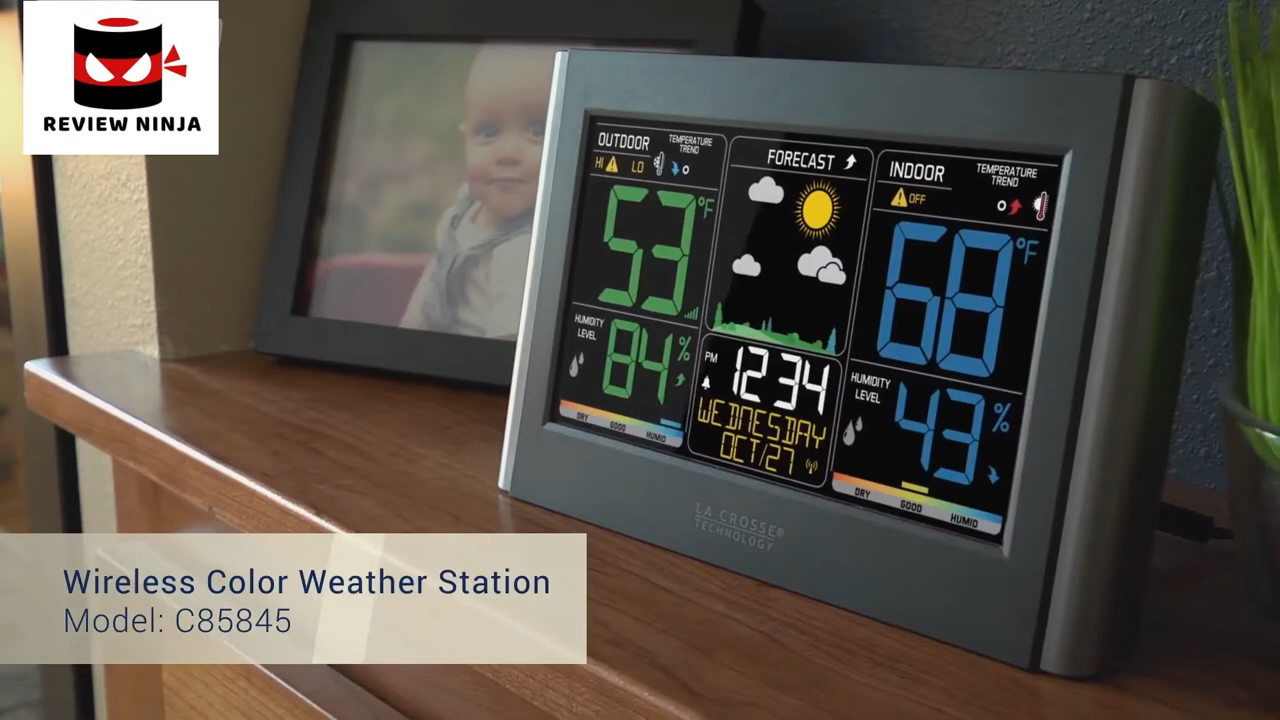 REVIEW NINJA
OUTDOOR
TEMPERATURE
TREND
HI LO
53 °F
HUMIDITY
LEVEL
84 %
DRY GOOD HUMID
FORECAST
PM 12 34
WEDNESDAY
OCT/27
INDOOR
TEMPERATURE
TREND
OFF
68 °F
HUMIDITY
LEVEL
43 %
DRY GOOD HUMID
LA CROSSE®
TECHNOLOGY
Wireless Color Weather Station
Model: C85845